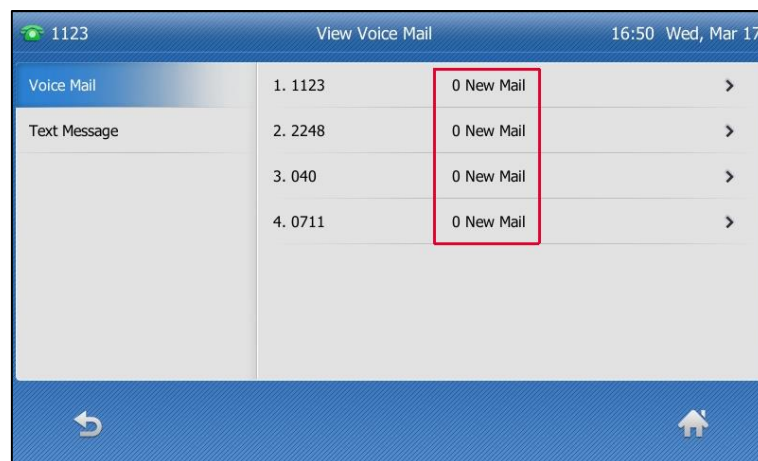 1123 View Voice Mail 16:50 Wed, Mar 17
Voice Mail 1. 1123 0 New Mail
Text Message 2. 2248 0 New Mail
3. 040 0 New Mail
4. 0711 0 New Mail